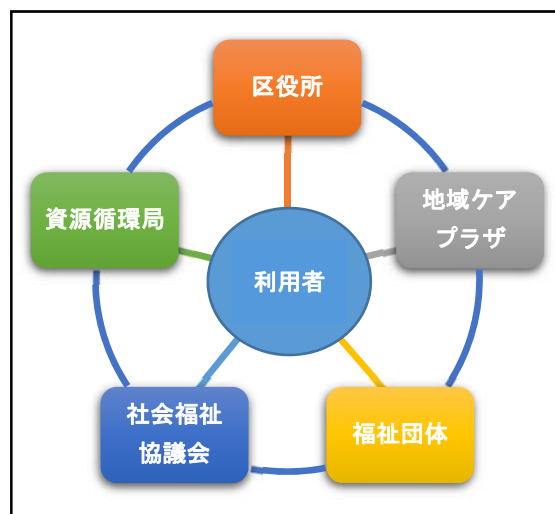 区役所
資源循環局
地域ケア
プラザ
利用者
社会福祉
協議会
福祉団体